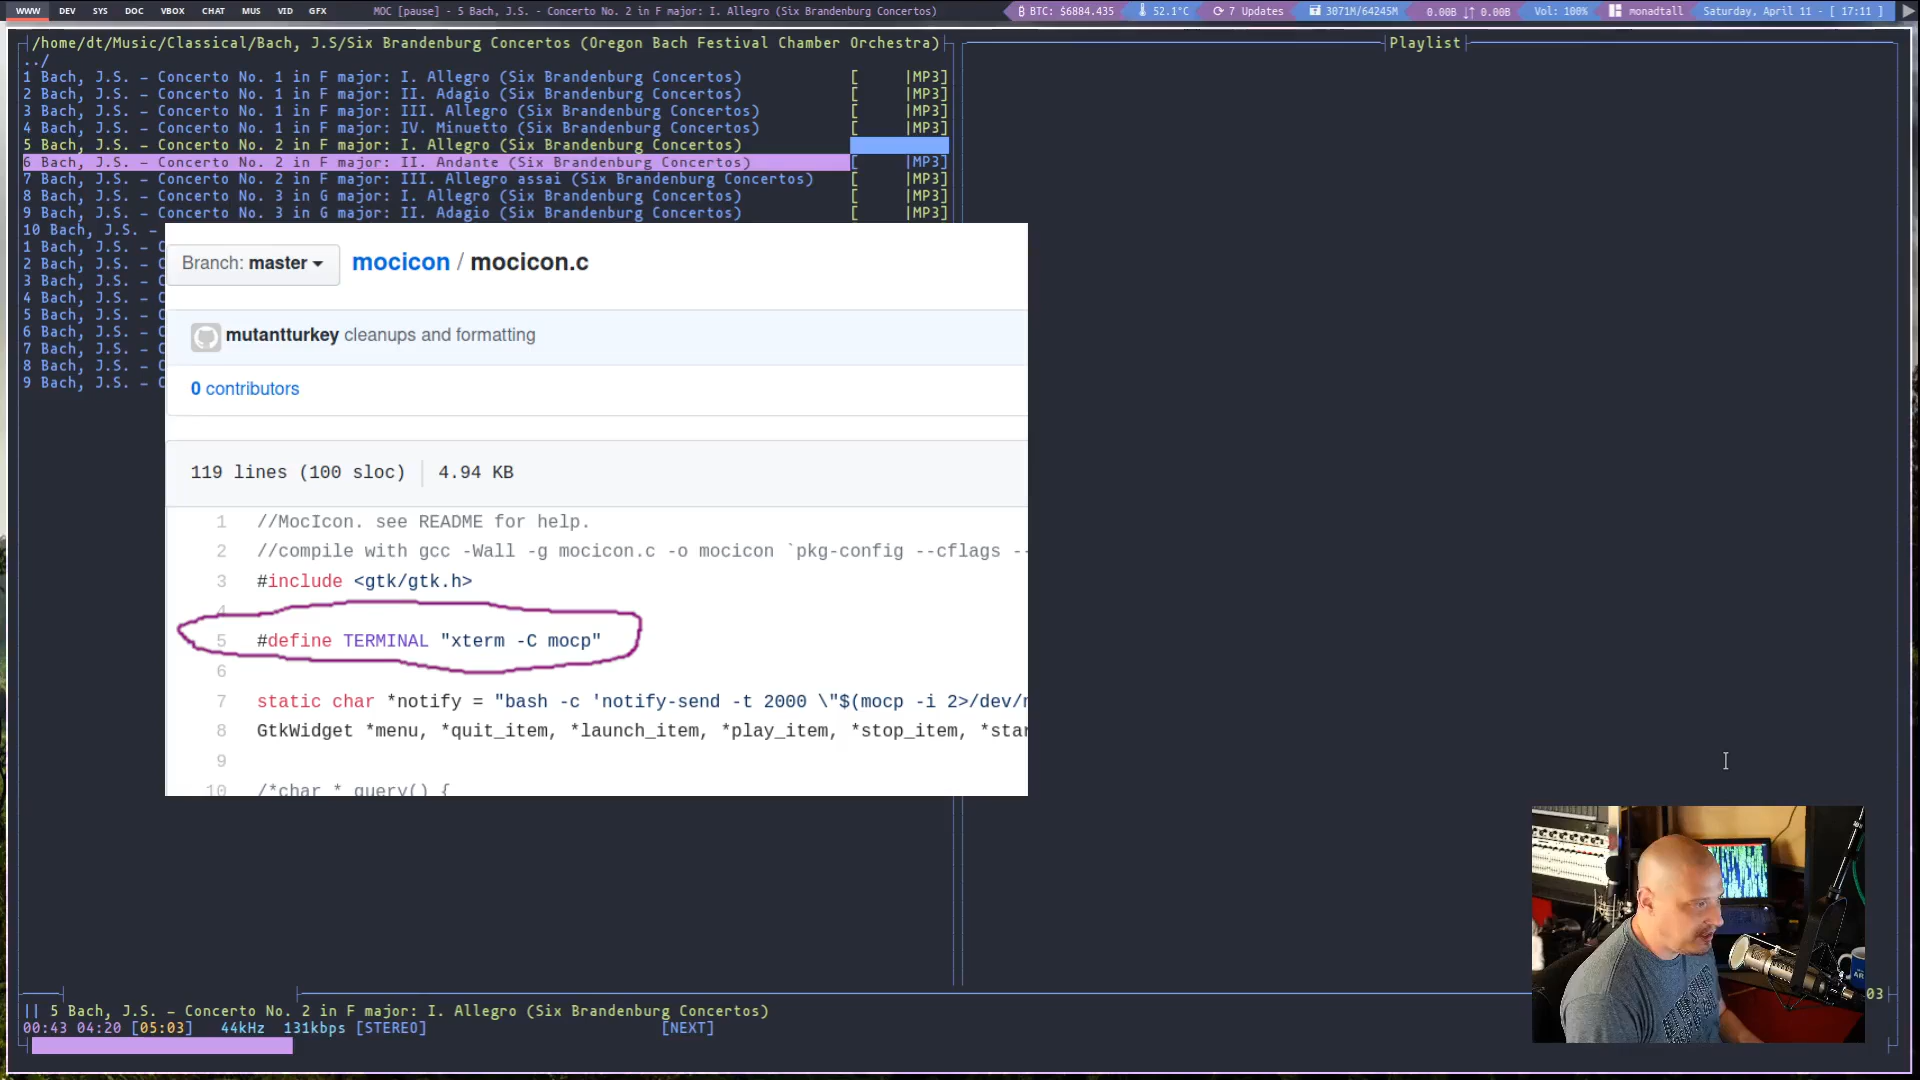 WWW DEV SYS DOC VBOX CHAT MUS VID GFX MOC [pause] - 5 Bach, J.S. - Concerto No. 2 in F major: I. Allegro (Six Brandenburg Concertos) ₿ BTC: $6884.435 52.1°C ⟳ 7 Updates 3071M/64245M 0.00B ↓↑ 0.00B Vol: 100% monadtall Saturday, April 11 - [ 17:11 ]
/home/dt/Music/Classical/Bach, J.S/Six Brandenburg Concertos (Oregon Bach Festival Chamber Orchestra) Playlist
../
1 Bach, J.S. – Concerto No. 1 in F major: I. Allegro (Six Brandenburg Concertos) [ |MP3]
2 Bach, J.S. – Concerto No. 1 in F major: II. Adagio (Six Brandenburg Concertos) [ |MP3]
3 Bach, J.S. – Concerto No. 1 in F major: III. Allegro (Six Brandenburg Concertos) [ |MP3]
4 Bach, J.S. – Concerto No. 1 in F major: IV. Minuetto (Six Brandenburg Concertos) [ |MP3]
5 Bach, J.S. – Concerto No. 2 in F major: I. Allegro (Six Brandenburg Concertos)
6 Bach, J.S. – Concerto No. 2 in F major: II. Andante (Six Brandenburg Concertos) [ |MP3]
7 Bach, J.S. – Concerto No. 2 in F major: III. Allegro assai (Six Brandenburg Concertos) [ |MP3]
8 Bach, J.S. – Concerto No. 3 in G major: I. Allegro (Six Brandenburg Concertos) [ |MP3]
9 Bach, J.S. – Concerto No. 3 in G major: II. Adagio (Six Brandenburg Concertos) [ |MP3]
10 Bach, J.S. –
1 Bach, J.S. – C
2 Bach, J.S. – C
3 Bach, J.S. – C
4 Bach, J.S. – C
5 Bach, J.S. – C
6 Bach, J.S. – C
7 Bach, J.S. – C
8 Bach, J.S. – C
9 Bach, J.S. – C
Branch: master mocicon / mocicon.c
mutantturkey cleanups and formatting
0 contributors
119 lines (100 sloc) 4.94 KB
1 //MocIcon. see README for help.
2 //compile with gcc -Wall -g mocicon.c -o mocicon `pkg-config --cflags --
3 #include <gtk/gtk.h>
4
5 #define TERMINAL "xterm -C mocp"
6
7 static char *notify = "bash -c 'notify-send -t 2000 \"$(mocp -i 2>/dev/n
8 GtkWidget *menu, *quit_item, *launch_item, *play_item, *stop_item, *star
9
10 /*char * query() {
|| 5 Bach, J.S. – Concerto No. 2 in F major: I. Allegro (Six Brandenburg Concertos)
00:43 04:20 [05:03] 44kHz 131kbps [STEREO] [NEXT]
03
AR